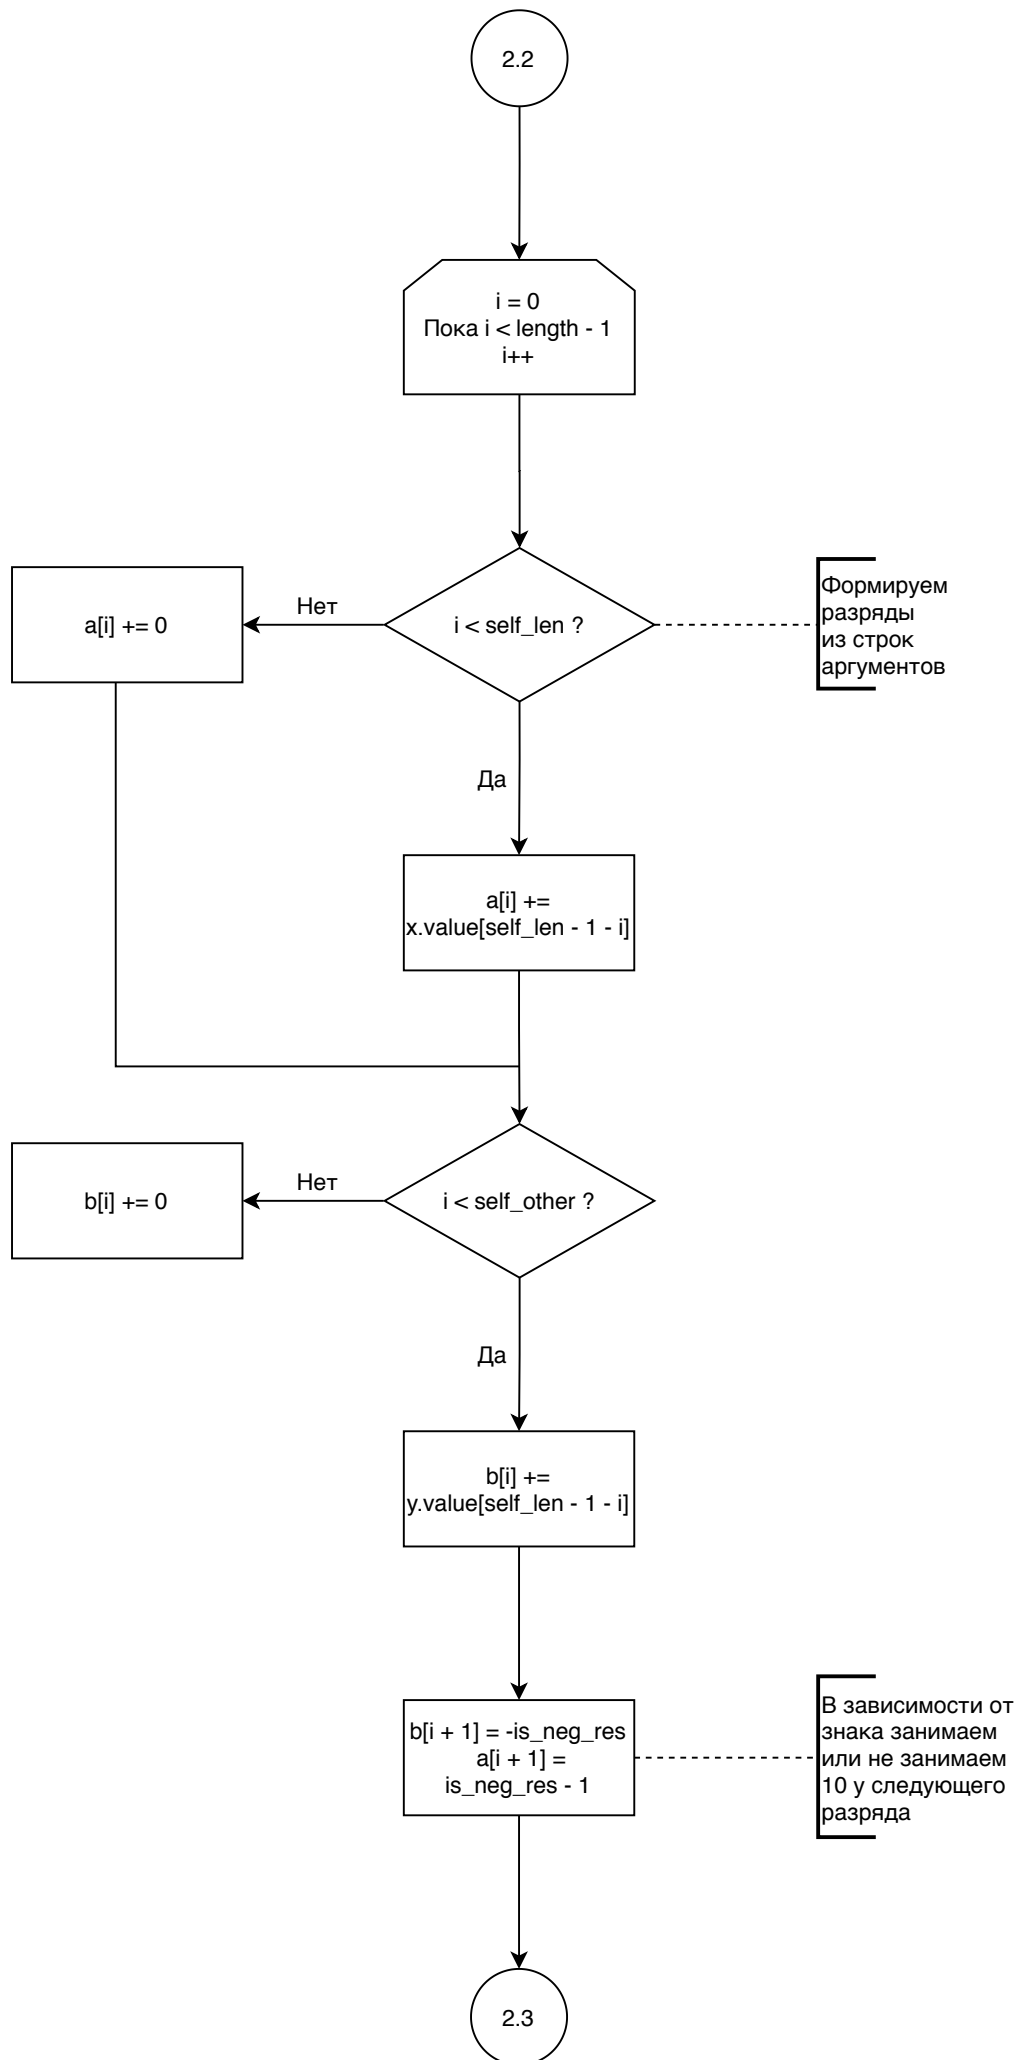 2.2
i = 0
Пока i < length - 1
i++
i < self_len ?
Нет
a[i] += 0
Формируем
разряды
из строк
аргументов
Да
a[i] +=
x.value[self_len - 1 - i]
i < self_other ?
Нет
b[i] += 0
Да
b[i] +=
y.value[self_len - 1 - i]
b[i + 1] = -is_neg_res
a[i + 1] =
is_neg_res - 1
В зависимости от
знака занимаем
или не занимаем
10 у следующего
разряда
2.3